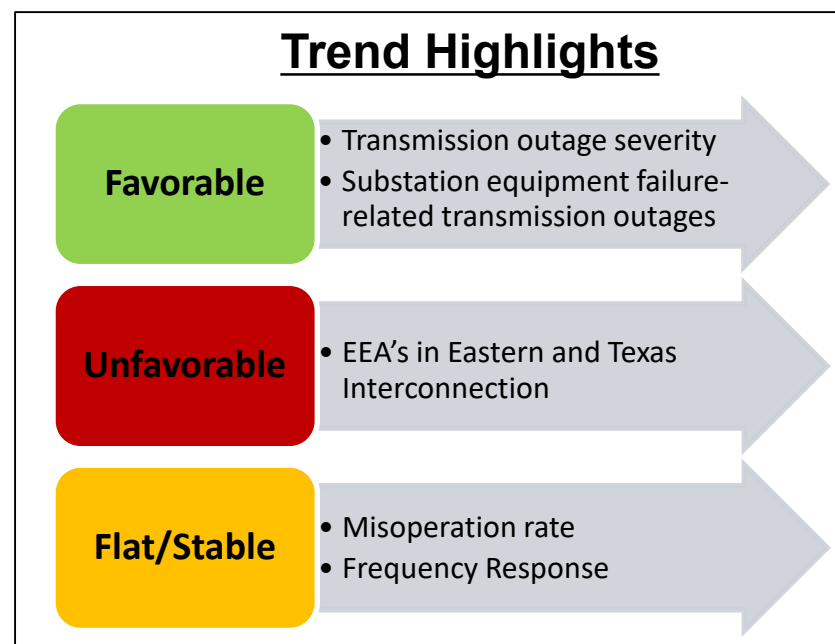 Trend Highlights
Favorable
• Transmission outage severity
• Substation equipment failure-
related transmission outages
Unfavorable
• EEA's in Eastern and Texas
Interconnection
Flat/Stable
• Misoperation rate
• Frequency Response